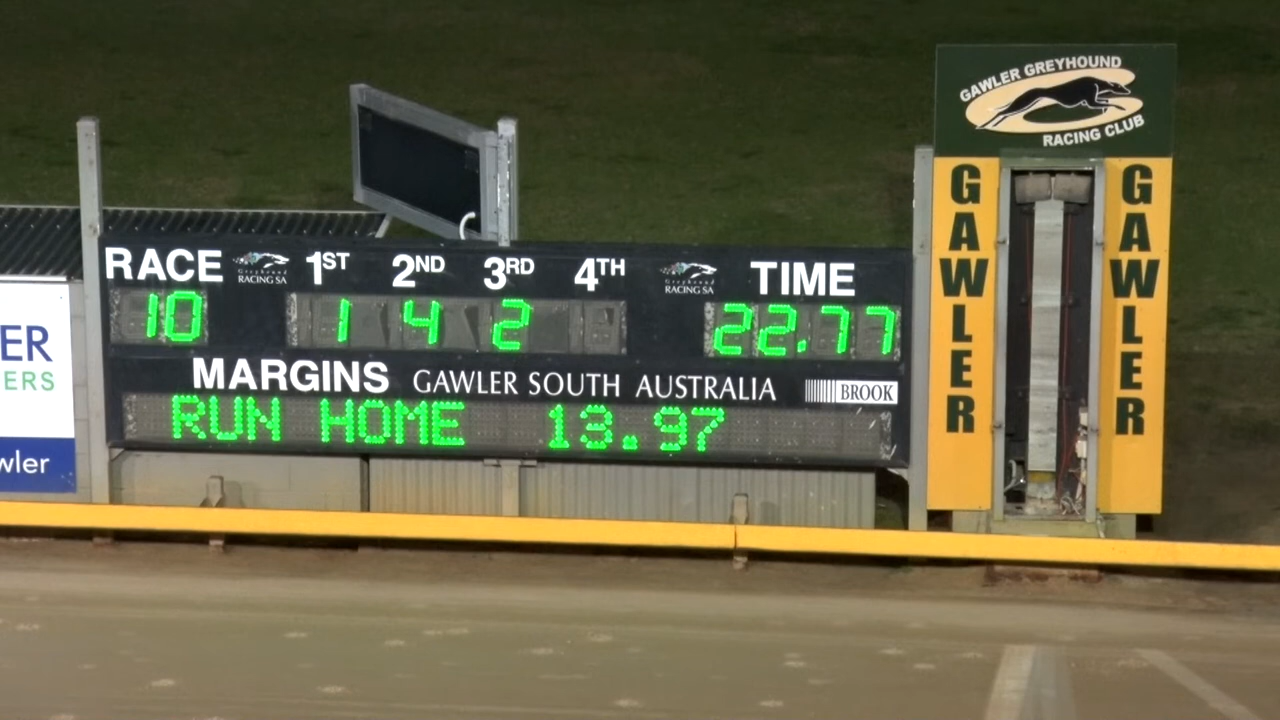 GAWLER GREYHOUND
RACING CLUB
GAWLER
GAWLER
RACE 1ST 2ND 3RD 4TH TIME
Greyhound
RACING SA
Greyhound
RACING SA
10 1 4 2 22.77
MARGINS GAWLER SOUTH AUSTRALIA BROOK
RUN HOME 13.97
ER
ERS
wler